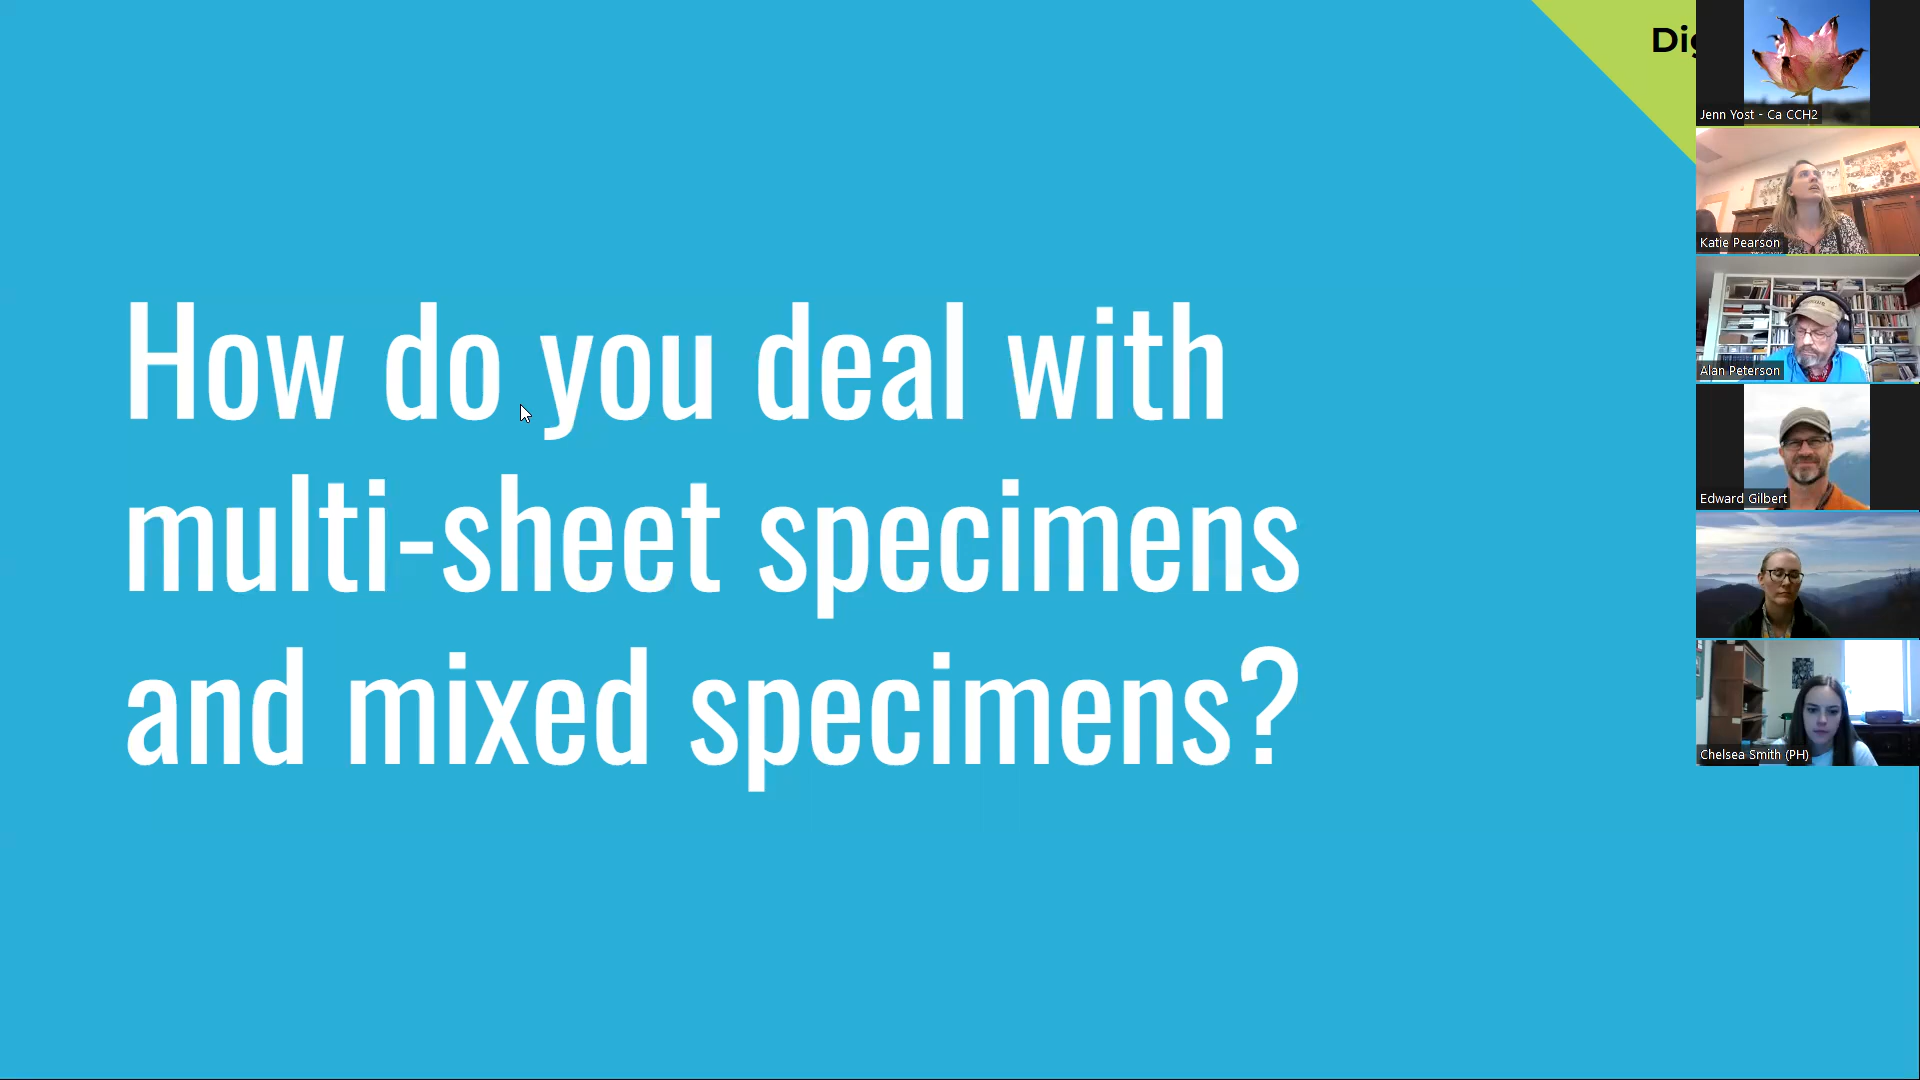 How do you deal with
multi-sheet specimens
and mixed specimens?
Jenn Yost - Ca CCH2
Katie Pearson
Alan Peterson
Edward Gilbert
Chelsea Smith (PH)